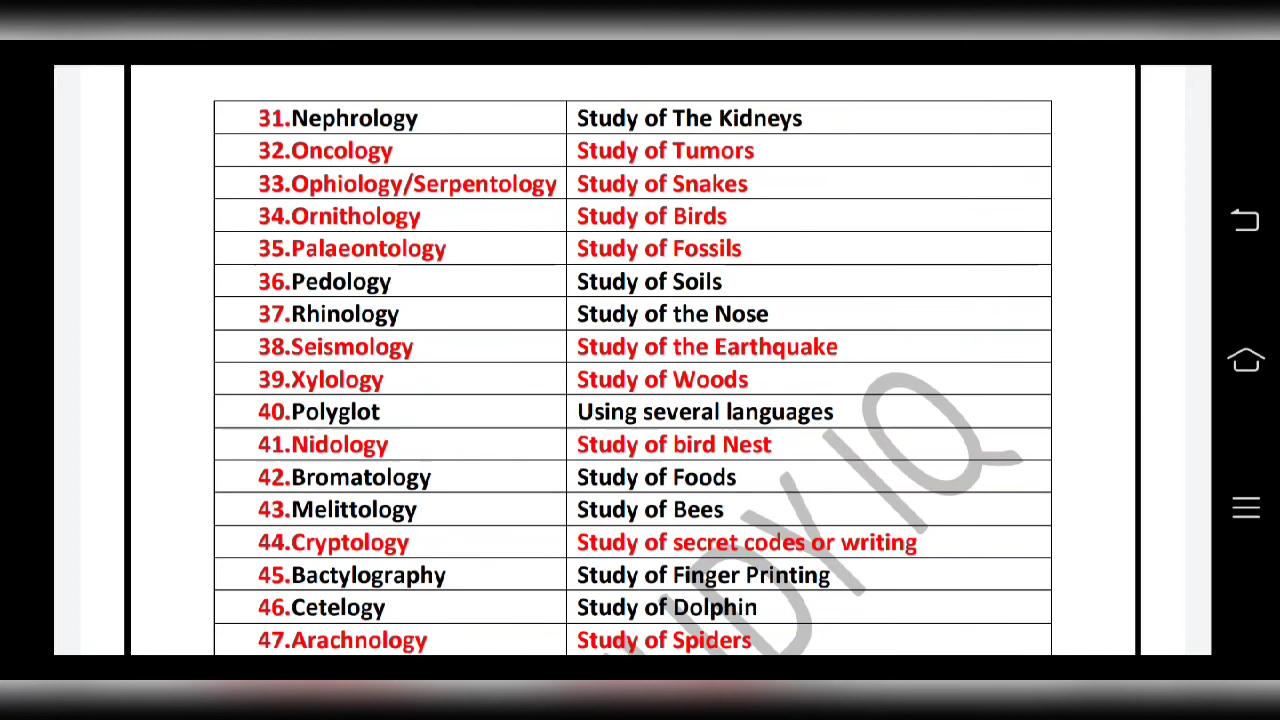 31.Nephrology Study of The Kidneys
32.Oncology Study of Tumors
33.Ophiology/Serpentology Study of Snakes
34.Ornithology Study of Birds
35.Palaeontology Study of Fossils
36.Pedology Study of Soils
37.Rhinology Study of the Nose
38.Seismology Study of the Earthquake
39.Xylology Study of Woods
40.Polyglot Using several languages
41.Nidology Study of bird Nest
42.Bromatology Study of Foods
43.Melittology Study of Bees
44.Cryptology Study of secret codes or writing
45.Bactylography Study of Finger Printing
46.Cetelogy Study of Dolphin
47.Arachnology Study of Spiders
IQ